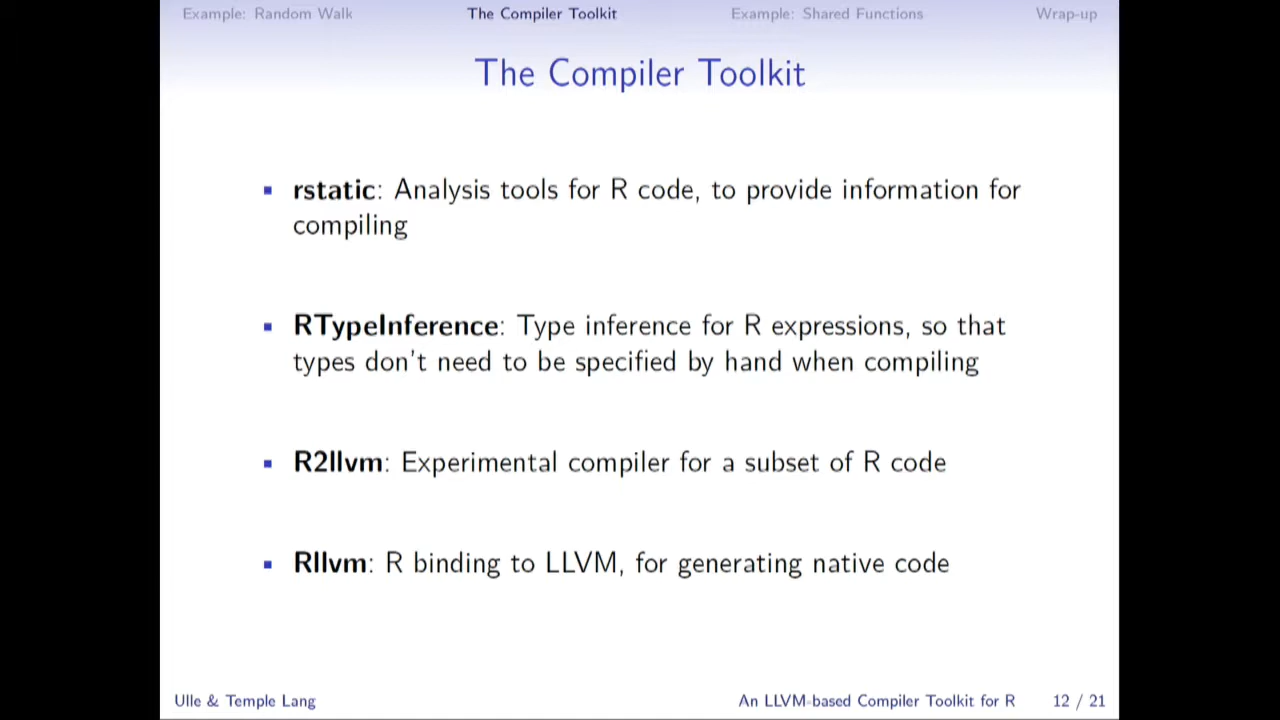 Example: Random Walk The Compiler Toolkit Example: Shared Functions Wrap-up
The Compiler Toolkit
▪ rstatic: Analysis tools for R code, to provide information for
compiling
▪ RTypeInference: Type inference for R expressions, so that
types don't need to be specified by hand when compiling
▪ R2llvm: Experimental compiler for a subset of R code
▪ Rllvm: R binding to LLVM, for generating native code
Ulle & Temple Lang An LLVM-based Compiler Toolkit for R 12 / 21